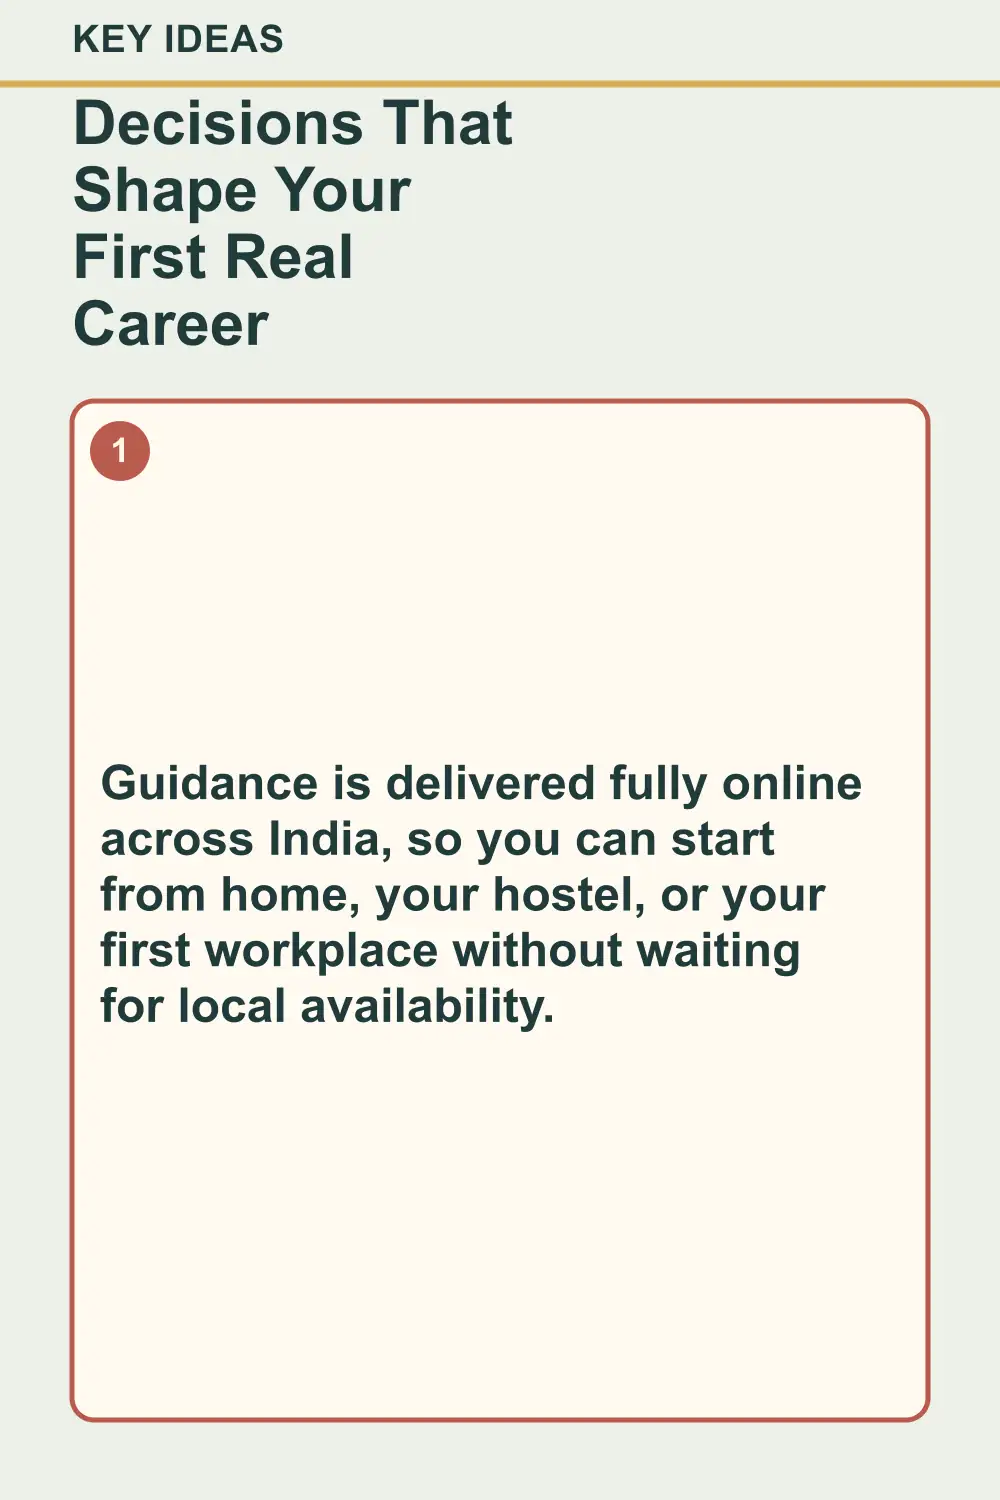 KEY IDEAS
Decisions That
Shape Your
First Real
Career
1
Guidance is delivered fully online
across India, so you can start
from home, your hostel, or your
first workplace without waiting
for local availability.